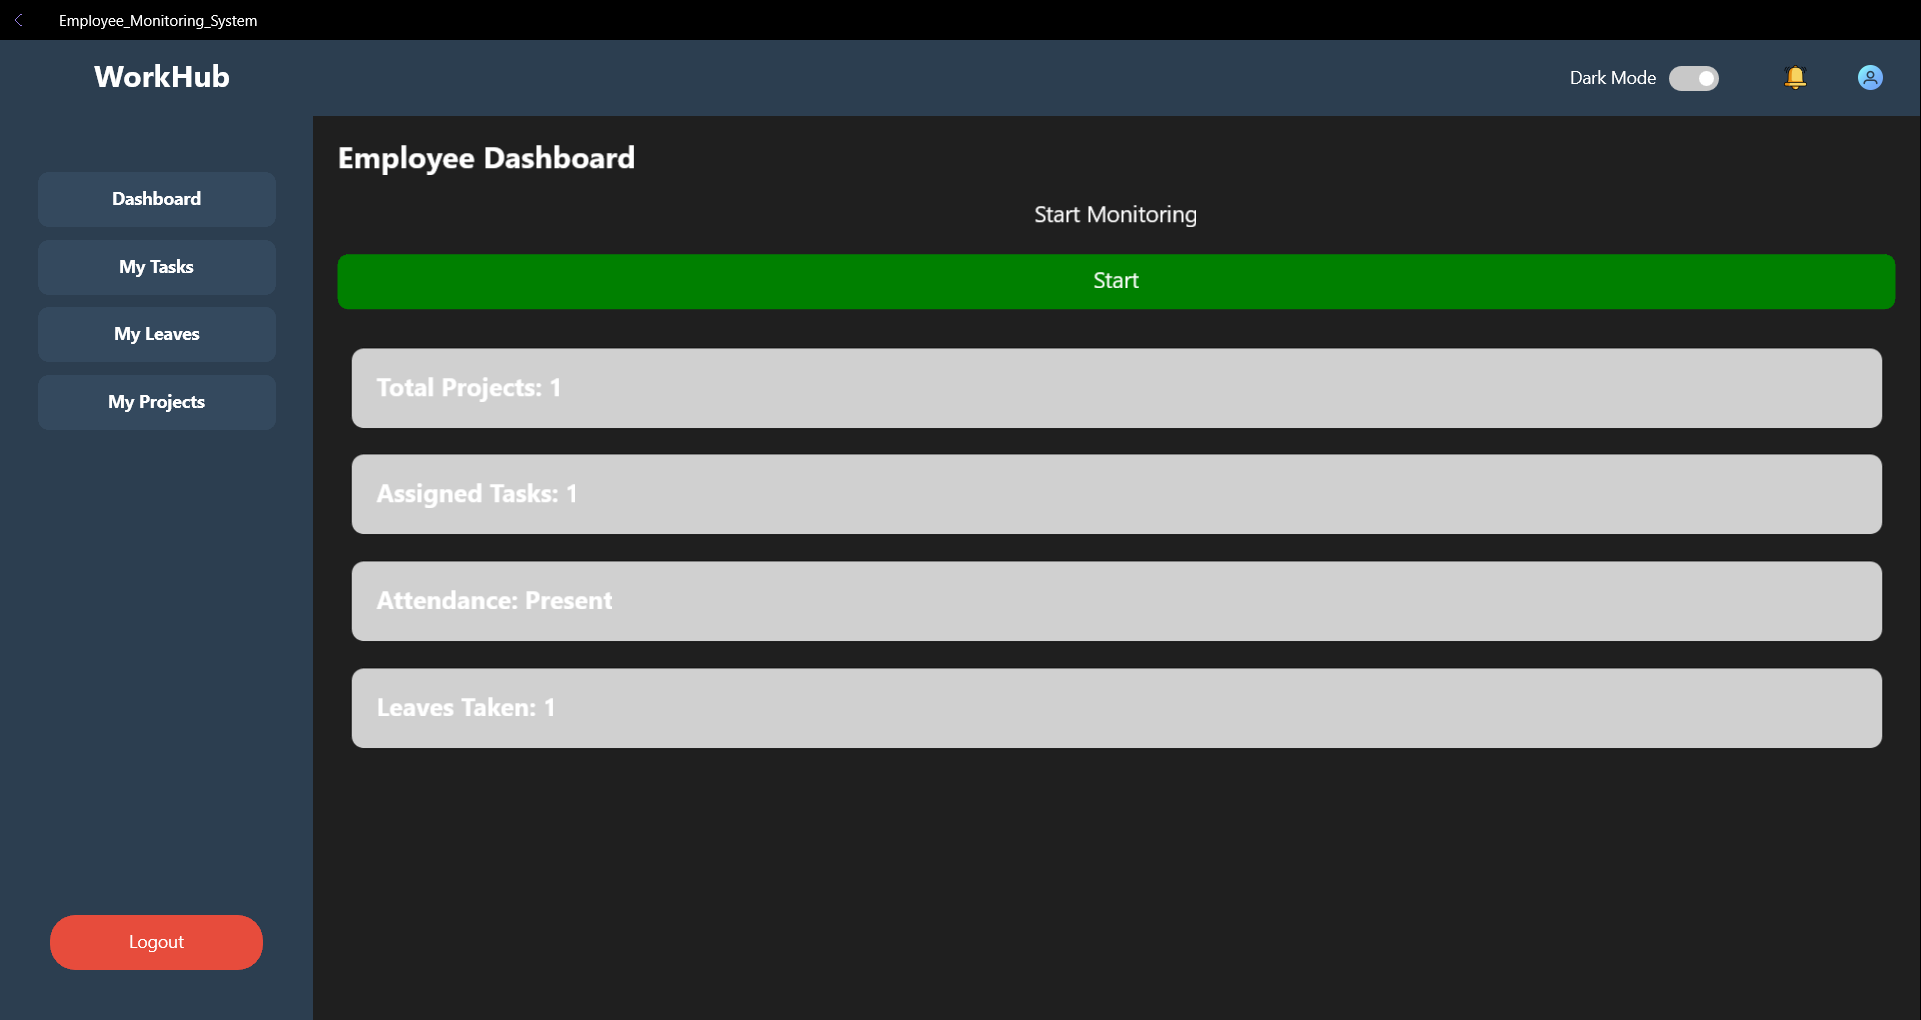 Employee_Monitoring_System
WorkHub
Dark Mode
Dashboard
My Tasks
My Leaves
My Projects
Logout
Employee Dashboard
Start Monitoring
Start
Total Projects: 1
Assigned Tasks: 1
Attendance: Present
Leaves Taken: 1